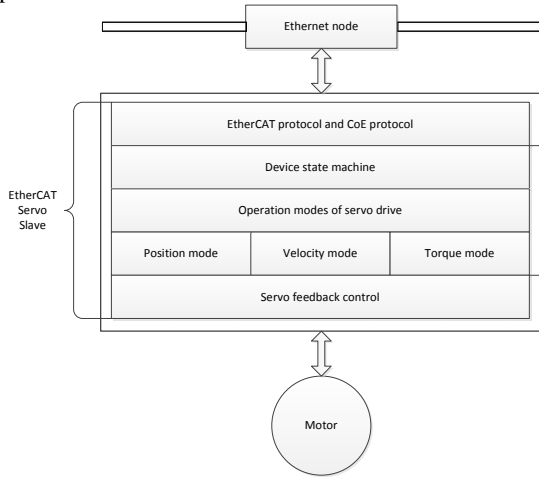 Ethernet node
EtherCAT protocol and CoE protocol
Device state machine
EtherCAT
Servo
Slave
Operation modes of servo drive
Position mode Velocity mode Torque mode
Servo feedback control
Motor